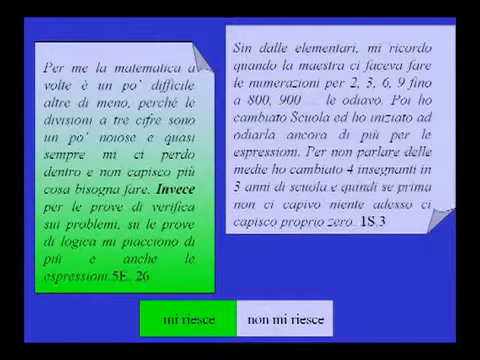 Per me la matematica a
volte è un po' difficile
altre di meno, perché le
divisioni a tre cifre sono
un po' noiose e quasi
sempre mi ci perdo
dentro e non capisco più
cosa bisogna fare. Invece
per le prove di verifica
sui problemi, su le prove
di logica mi piacciono di
più e anche le
espressioni.5E. 26
Sin dalle elementari, mi ricordo
quando la maestra ci faceva fare
le numerazioni per 2, 3, 6, 9 fino
a 800, 900 ... le odiavo. Poi ho
cambiato Scuola ed ho iniziato ad
odiarla ancora di più per le
espressioni. Per non parlare delle
medie ho cambiato 4 insegnanti in
3 anni di scuola e quindi se prima
non ci capivo niente adesso ci
capisco proprio zero. 1S.3
mi riesce
non mi riesce